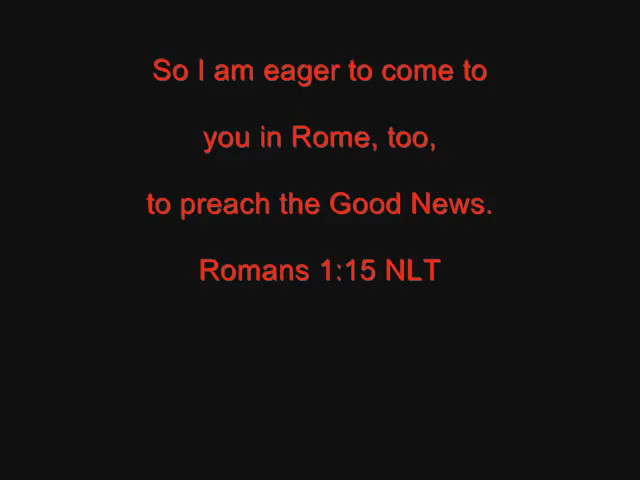 So I am eager to come to
you in Rome, too,
to preach the Good News.
Romans 1:15 NLT